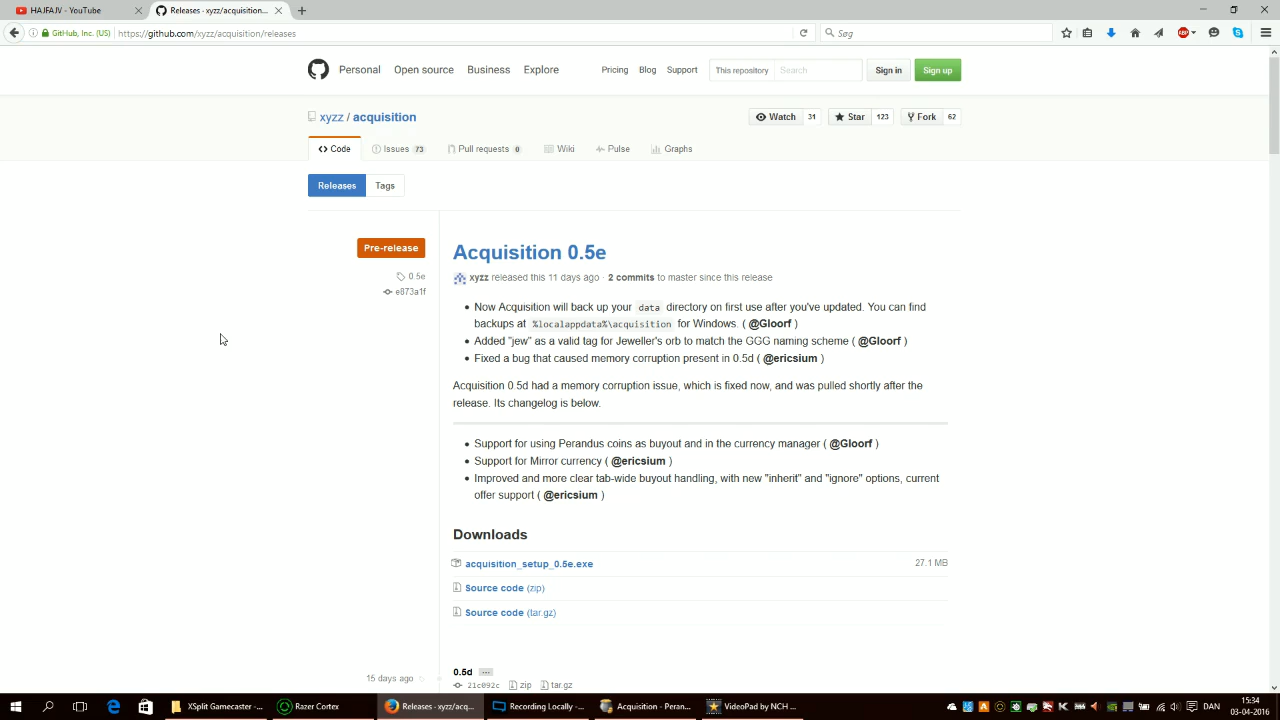 HAJFAJV - YouTube
Releases - xyzz/acquisition...
GitHub, Inc. (US)
https://github.com/xyzz/acquisition/releases
Søg
ABP
Personal Open source Business Explore
Pricing Blog Support
This repository Search
Sign in Sign up
xyzz / acquisition
Watch 31 Star 123 Fork 62
Code Issues 73 Pull requests 0 Wiki Pulse Graphs
Releases Tags
Pre-release
0.5e
e873a1f
Acquisition 0.5e
xyzz released this 11 days ago · 2 commits to master since this release
Now Acquisition will back up your data directory on first use after you've updated. You can find
backups at %localappdata%\acquisition for Windows. ( @Gloorf )
Added "jew" as a valid tag for Jeweller's orb to match the GGG naming scheme ( @Gloorf )
Fixed a bug that caused memory corruption present in 0.5d ( @ericsium )
Acquisition 0.5d had a memory corruption issue, which is fixed now, and was pulled shortly after the
release. Its changelog is below.
Support for using Perandus coins as buyout and in the currency manager ( @Gloorf )
Support for Mirror currency ( @ericsium )
Improved and more clear tab-wide buyout handling, with new "inherit" and "ignore" options, current
offer support ( @ericsium )
Downloads
acquisition_setup_0.5e.exe 27.1 MB
Source code (zip)
Source code (tar.gz)
15 days ago
0.5d ...
21c092c zip tar.gz
XSplit Gamecaster -...
Razer Cortex
Releases - xyzz/acq...
Recording Locally -...
Acquisition - Peran...
VideoPad by NCH ...
DAN
15:34
03-04-2016